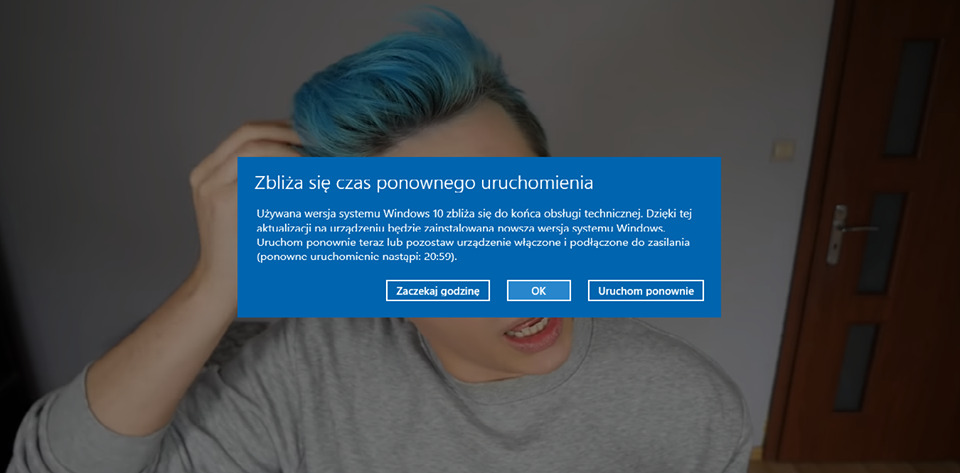 Zbliża się czas ponownego uruchomienia
Używana wersja systemu Windows 10 zbliża się do końca obsługi technicznej. Dzięki tej
aktualizacji na urządzeniu będzie zainstalowana nowsza wersja systemu Windows.
Uruchom ponownie teraz lub pozostaw urządzenie włączone i podłączone do zasilania
(ponowne uruchomienie nastąpi: 20:59).
Zaczekaj godzinę OK Uruchom ponownie